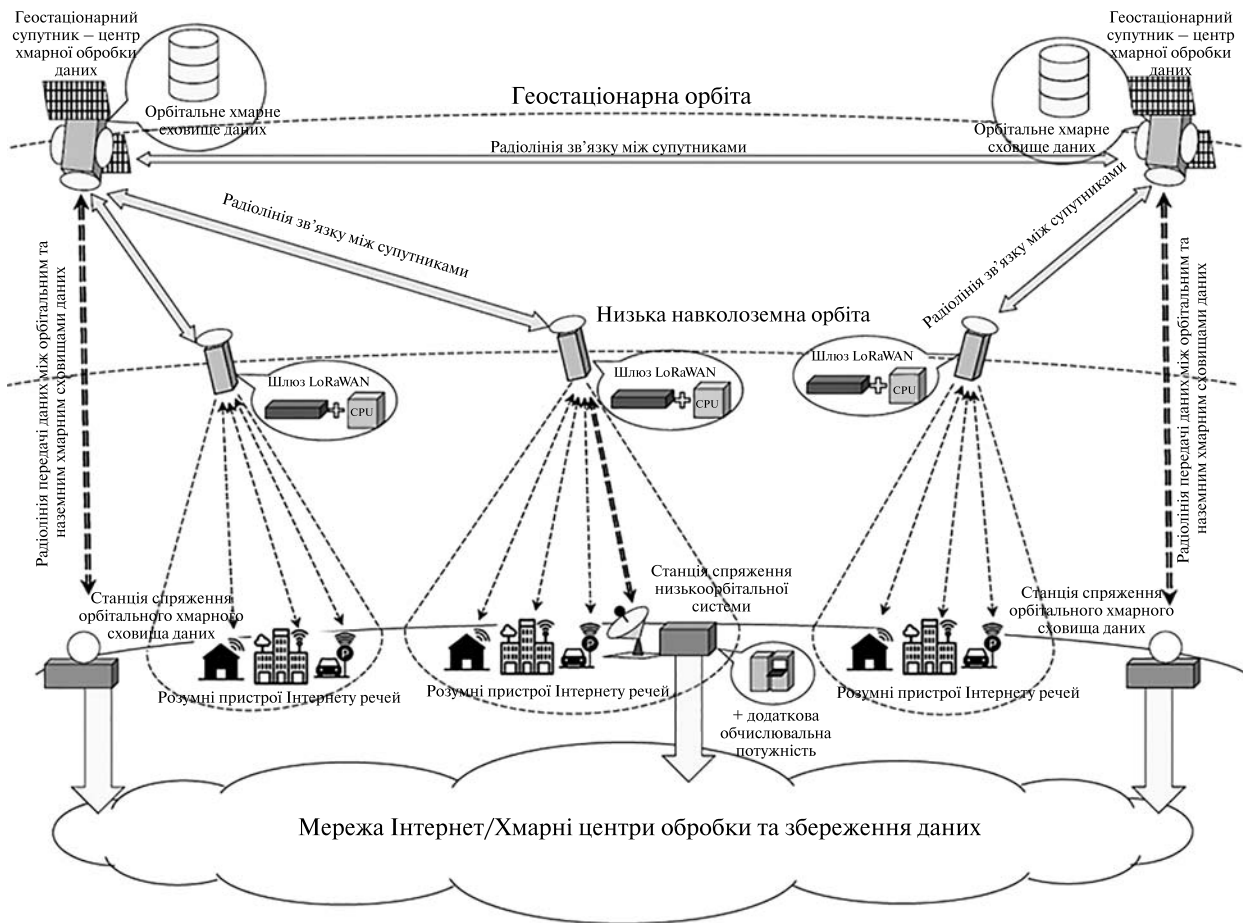 Геостаціонарний
супутник – центр
хмарної обробки
даних
Орбітальне хмарне
сховище даних
Геостаціонарна орбіта
Геостаціонарний
супутник – центр
хмарної обробки
даних
Орбітальне хмарне
сховище даних
Радіолінія зв’язку між супутниками
Радіолінія зв’язку між супутниками
Радіолінія зв’язку між супутниками
Радіолінія передачі даних між орбітальним та
наземним хмарним сховищами даних
Радіолінія передачі даних між орбітальним та
наземним хмарним сховищами даних
Низька навколоземна орбіта
Шлюз LoRaWAN
CPU
Шлюз LoRaWAN
CPU
Шлюз LoRaWAN
CPU
Станція спряження
орбітального хмарного
сховища даних
Станція спряження
низькоорбітальної
системи
Станція спряження
орбітального хмарного
сховища даних
P
P
P
Розумні пристрої Інтернету речей
Розумні пристрої Інтернету речей
Розумні пристрої Інтернету речей
+ додаткова
обчислювальна
потужність
Мережа Інтернет/Хмарні центри обробки та збереження даних